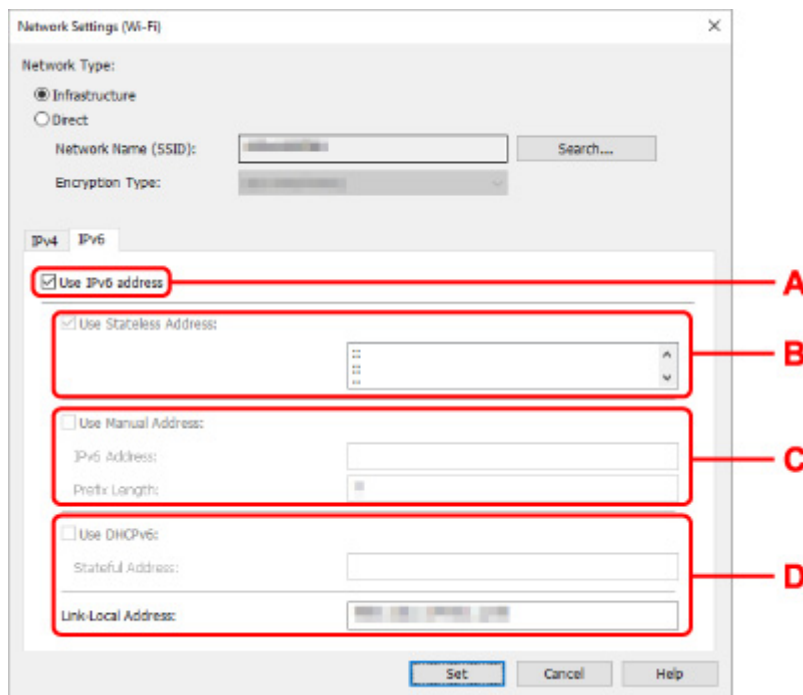 Network Settings (Wi-Fi)
Network Type:
Infrastructure
Direct
Network Name (SSID):
Search...
Encryption Type:
IPv4 IPv6
Use IPv6 address
A
Use Stateless Address:
::
::
::
B
Use Manual Address:
IPv6 Address:
Prefix Length:
C
Use DHCPv6:
Stateful Address:
D
Link-Local Address:
Set Cancel Help